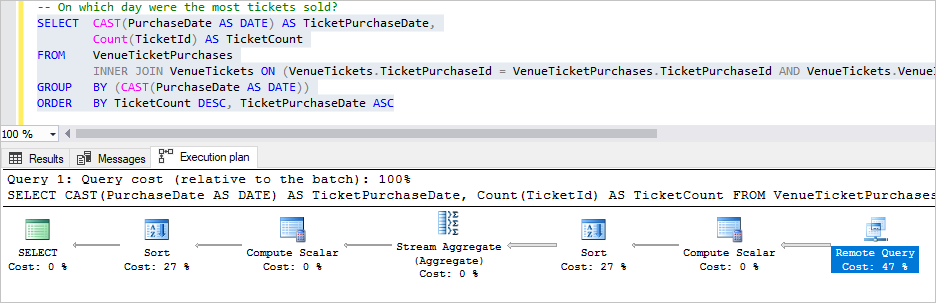 -- On which day were the most tickets sold?
SELECT CAST(PurchaseDate AS DATE) AS TicketPurchaseDate,
Count(TicketId) AS TicketCount
FROM VenueTicketPurchases
INNER JOIN VenueTickets ON (VenueTickets.TicketPurchaseId = VenueTicketPurchases.TicketPurchaseId AND VenueTickets.Venue
GROUP BY (CAST(PurchaseDate AS DATE))
ORDER BY TicketCount DESC, TicketPurchaseDate ASC
100 %
Results Messages Execution plan
Query 1: Query cost (relative to the batch): 100%
SELECT CAST(PurchaseDate AS DATE) AS TicketPurchaseDate, Count(TicketId) AS TicketCount FROM VenueTicketPurchases
SELECT
Cost: 0 %
Sort
Cost: 27 %
Compute Scalar
Cost: 0 %
Stream Aggregate
(Aggregate)
Cost: 0 %
Sort
Cost: 27 %
Compute Scalar
Cost: 0 %
Remote Query
Cost: 47 %